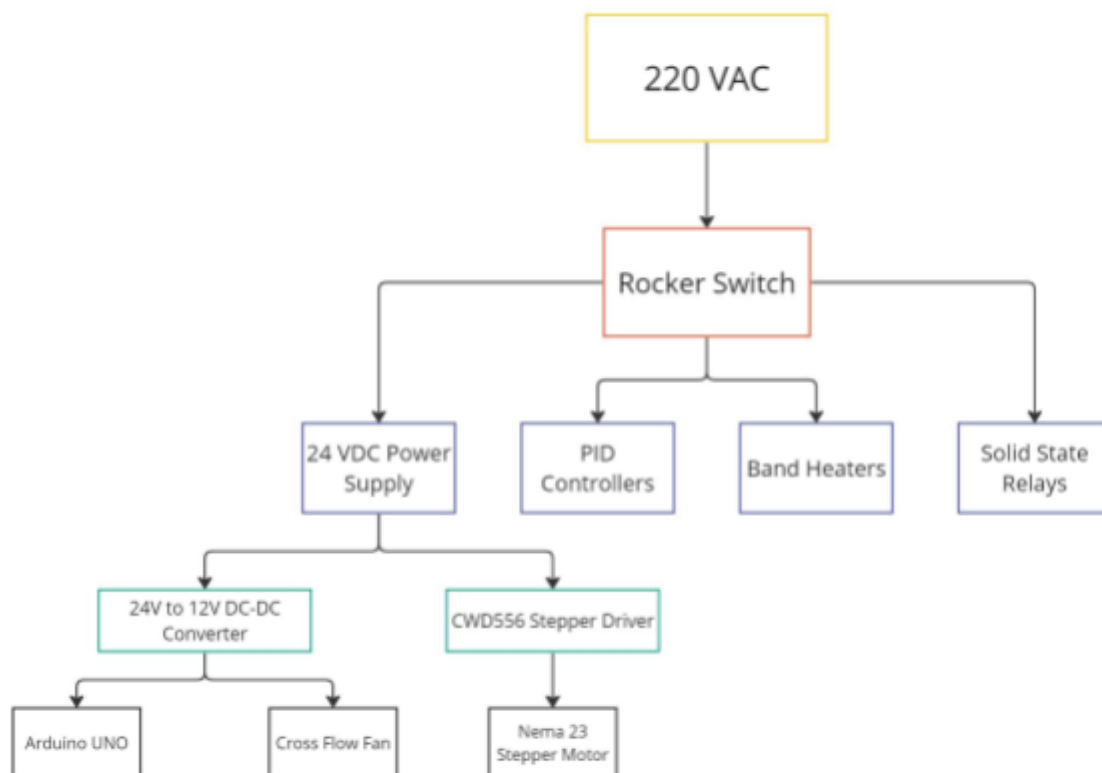 220 VAC
Rocker Switch
24 VDC Power
Supply
PID
Controllers
Band Heaters
Solid State
Relays
24V to 12V DC-DC
Converter
CWD556 Stepper Driver
Arduino UNO
Cross Flow Fan
Nema 23
Stepper Motor